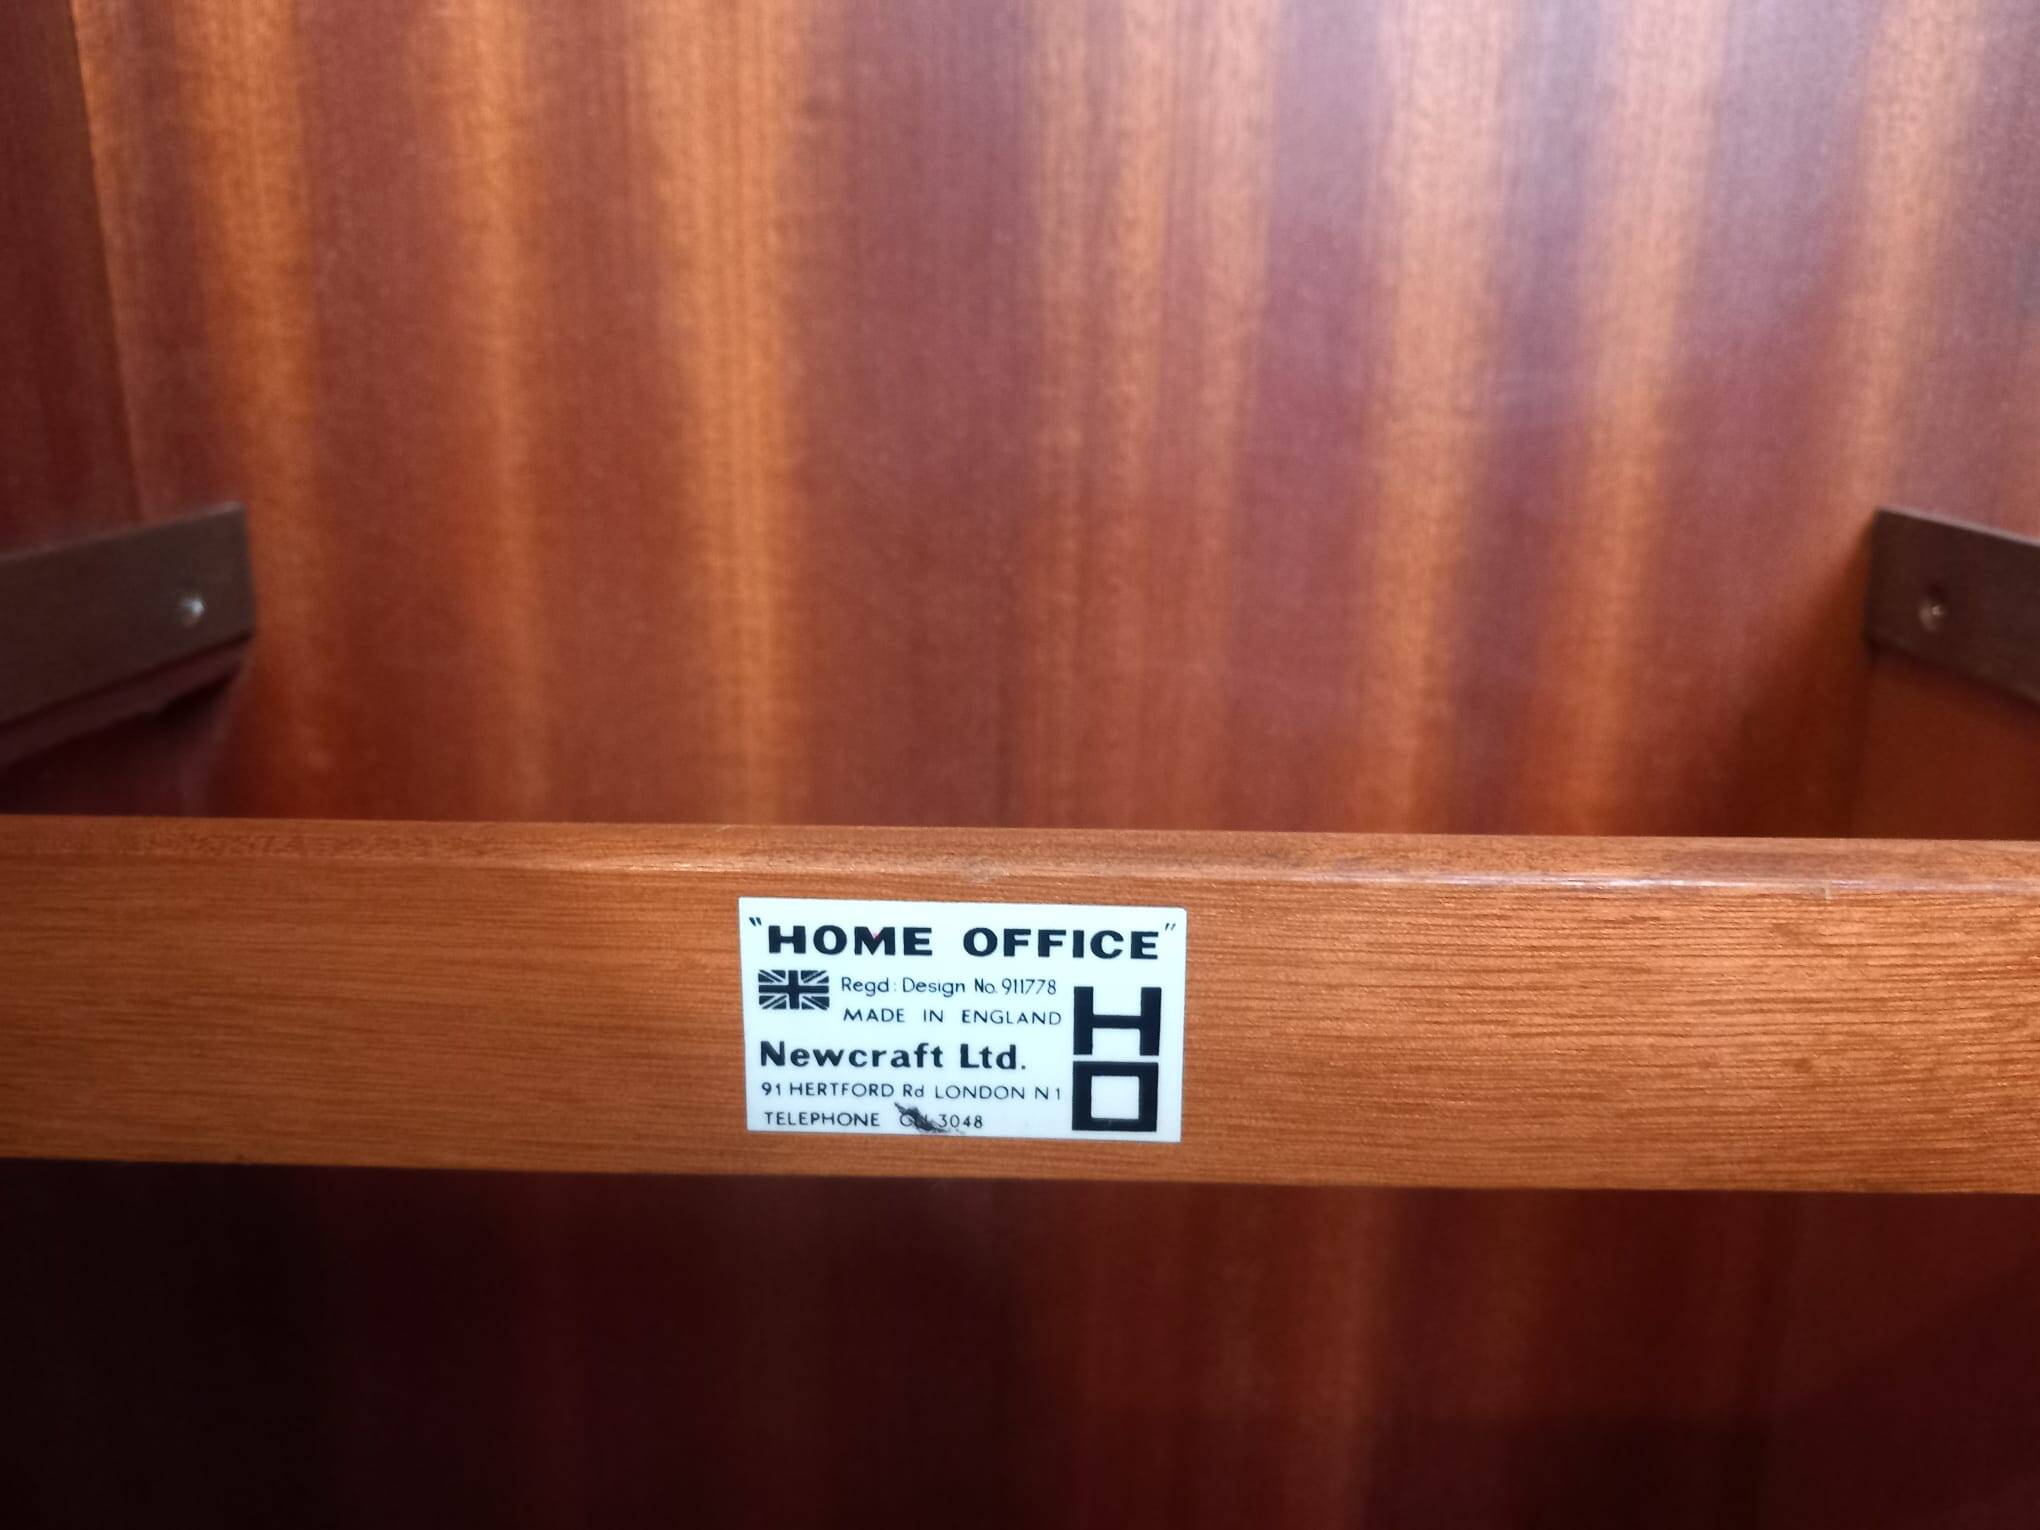 "HOME OFFICE"
Regd: Design No. 911778
MADE IN ENGLAND
Newcraft Ltd.
91 HERTFORD Rd LONDON N1
TELEPHONE 3048
HO